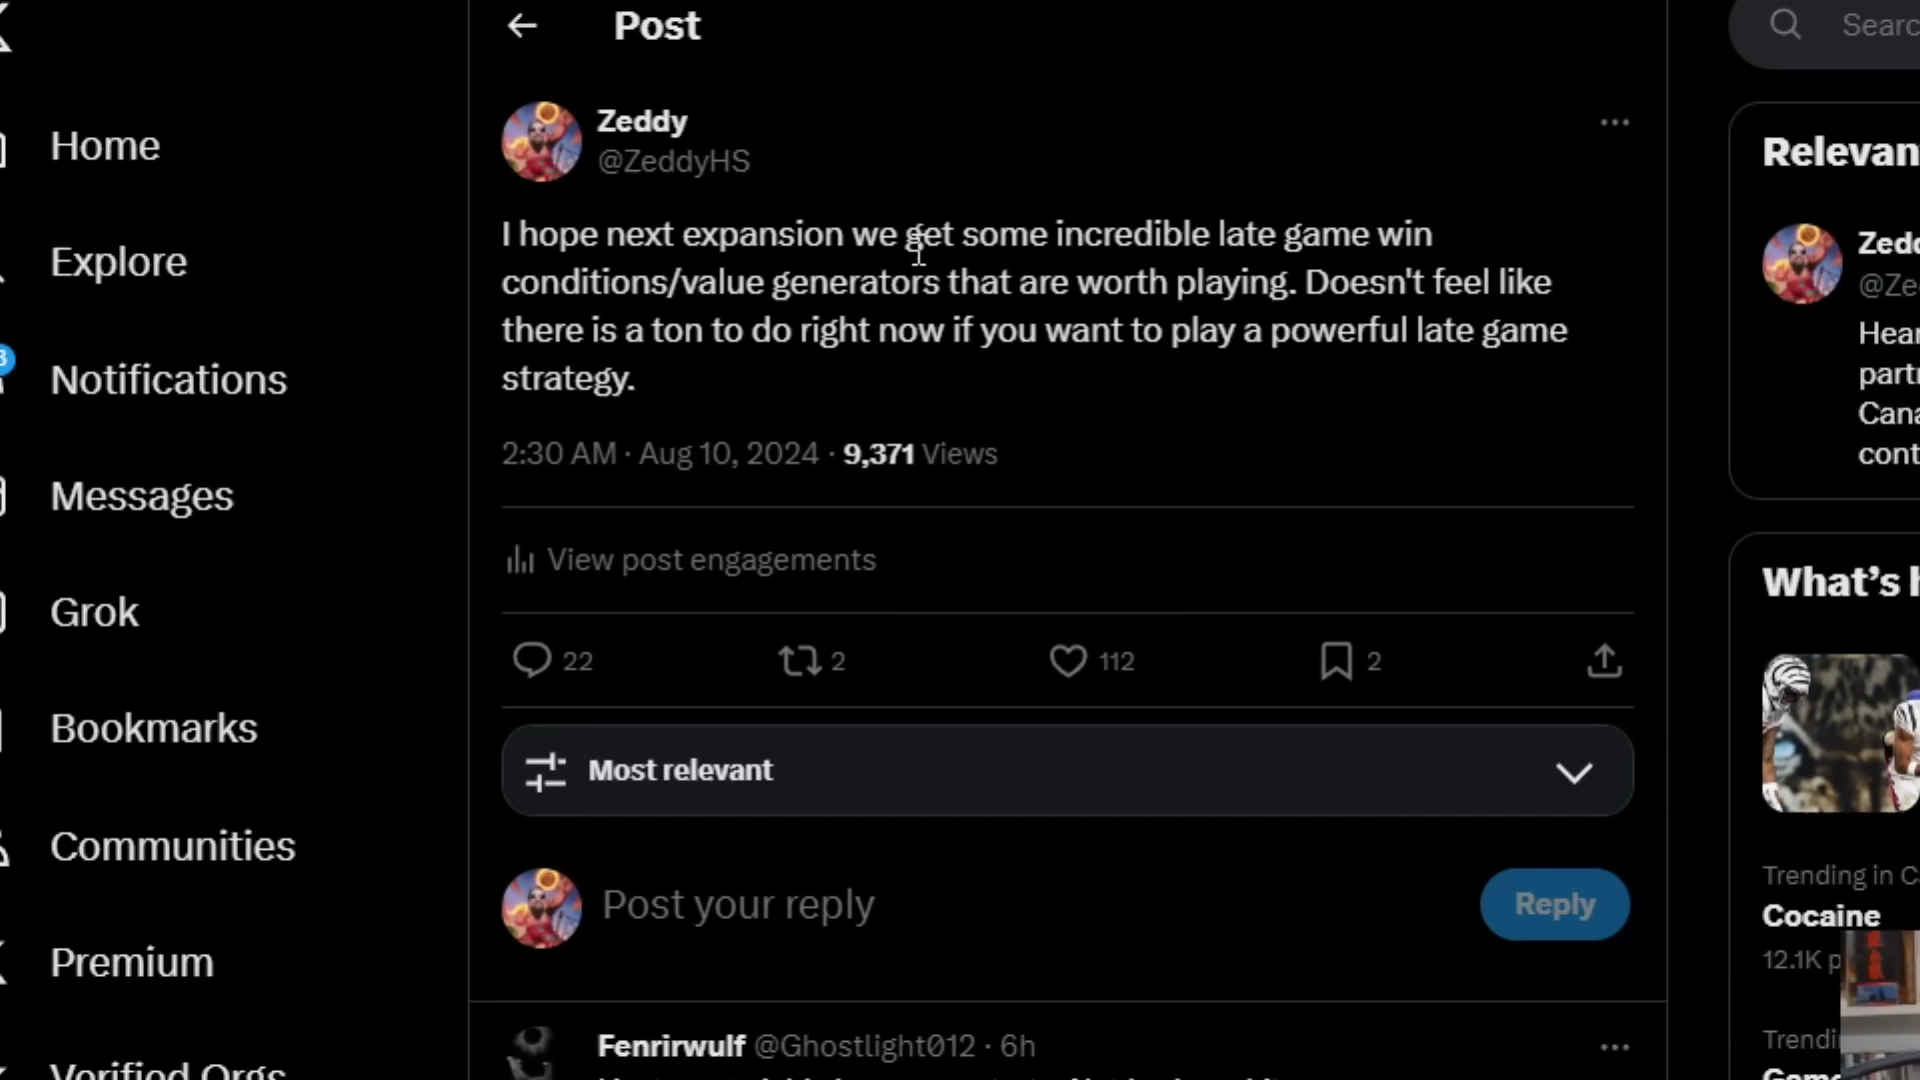 Post
Searc
Zeddy
@ZeddyHS
I hope next expansion we get some incredible late game win
conditions/value generators that are worth playing. Doesn't feel like
there is a ton to do right now if you want to play a powerful late game
strategy.
2:30 AM · Aug 10, 2024 · 9,371 Views
View post engagements
22
2
112
2
Most relevant
Post your reply
Reply
Fenrirwulf @Ghostlight012 · 6h
Home
Explore
3
Notifications
Messages
Grok
Bookmarks
Communities
Premium
Verified Orgs
Relevan
Zedd
@Ze
Hear
partn
Cana
cont
What's h
Trending in C
Cocaine
12.1K p
Trendi